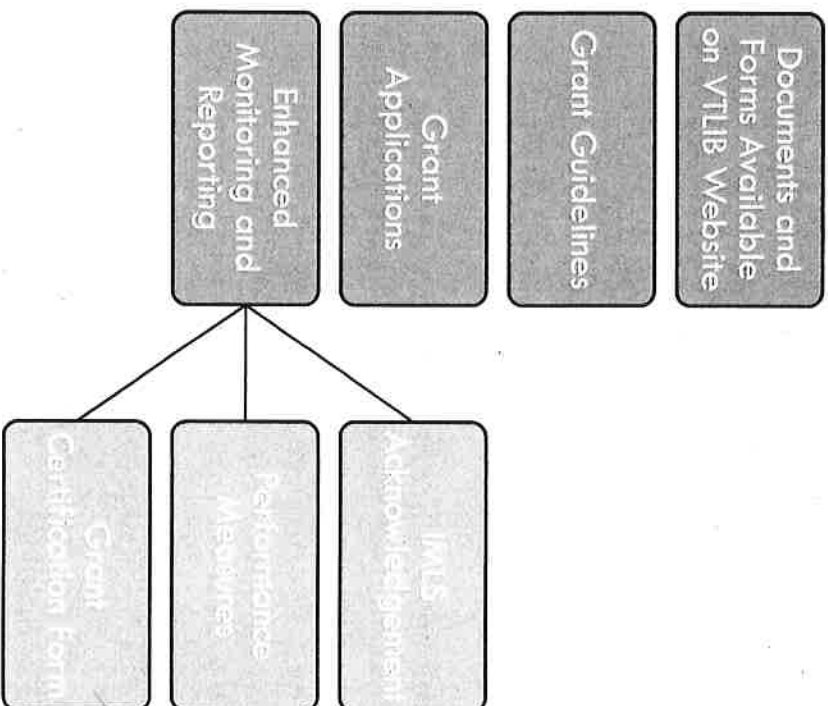 Documents and
Forms Available
on VTLIB Website
Grant Guidelines
Grant
Applications
Enhanced
Monitoring and
Reporting
IMLS
Acknowledgement
Performance
Measures
Grant
Certification Form